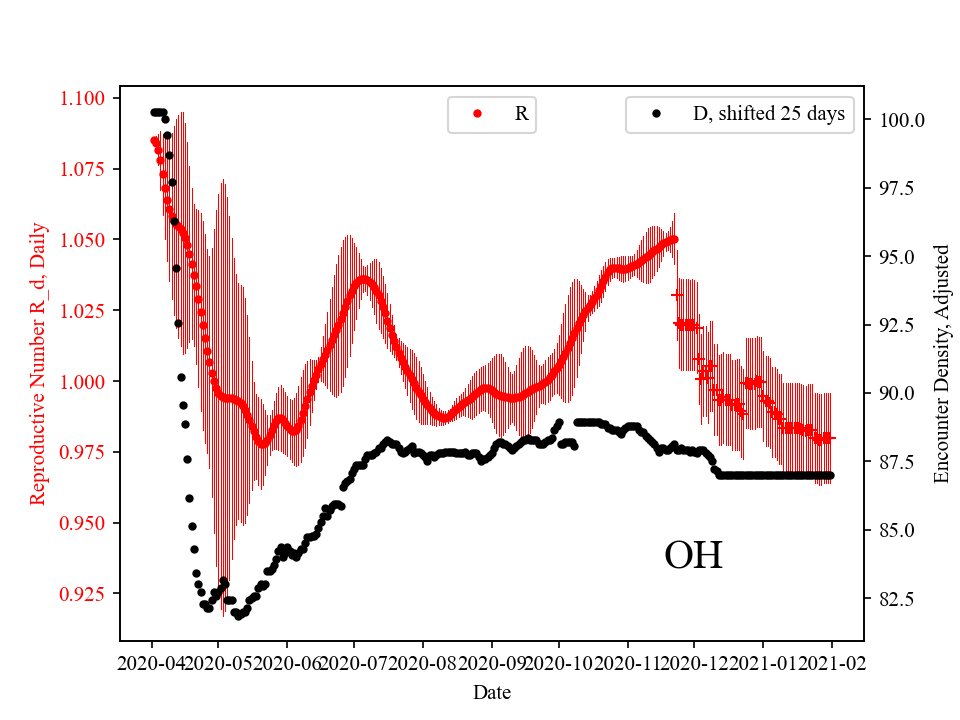 R
D, shifted 25 days
Reproductive Number R_d, Daily
1.100
1.075
1.050
1.025
1.000
0.975
0.950
0.925
100.0
97.5
95.0
92.5
90.0
87.5
85.0
82.5
Encounter Density, Adjusted
OH
2020-04 2020-05 2020-06 2020-07 2020-08 2020-09 2020-10 2020-11 2020-12 2021-01 2021-02
Date